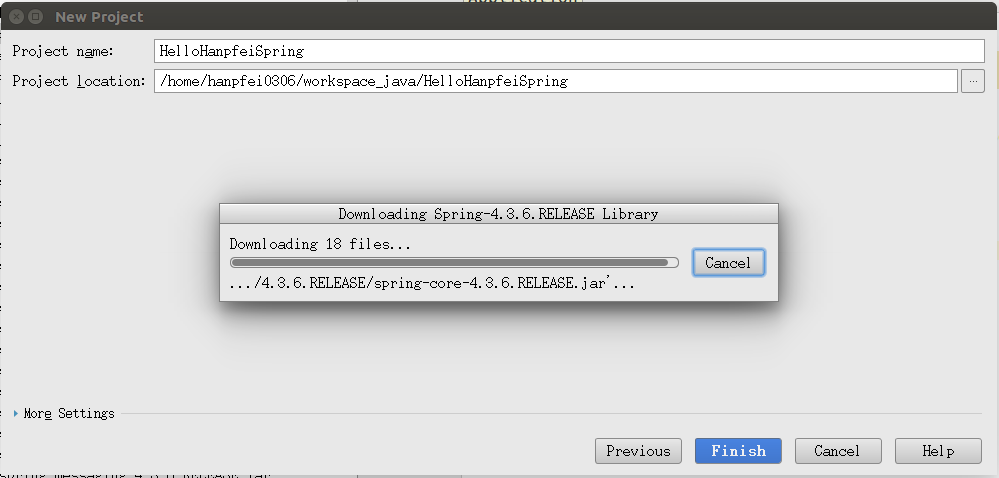 New Project
Project name: HelloHanpfeiSpring
Project location: /home/hanpfei0306/workspace_java/HelloHanpfeiSpring ...
Downloading Spring-4.3.6.RELEASE Library
Downloading 18 files...
Cancel
.../4.3.6.RELEASE/spring-core-4.3.6.RELEASE.jar'...
More Settings
Previous Finish Cancel Help